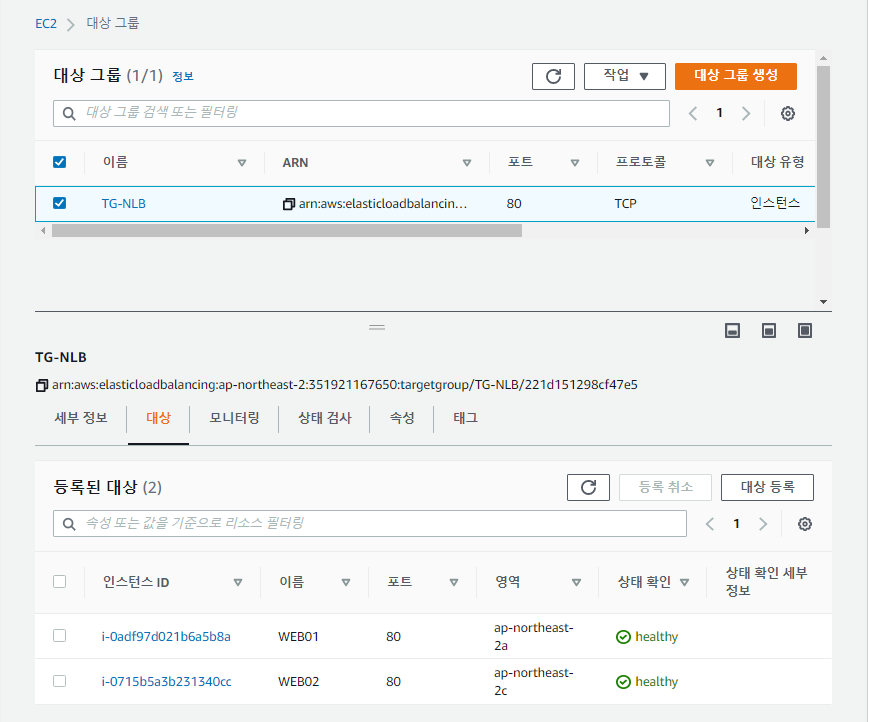 EC2 > 대상 그룹
대상 그룹 (1/1) 정보
작업 ▼
대상 그룹 생성
대상 그룹 검색 또는 필터링
1
이름 ARN 포트 프로토콜 대상 유형
TG-NLB arn:aws:elasticloadbalancin... 80 TCP 인스턴스
TG-NLB
arn:aws:elasticloadbalancing:ap-northeast-2:351921167650:targetgroup/TG-NLB/221d151298cf47e5
세부 정보 대상 모니터링 상태 검사 속성 태그
등록된 대상 (2)
등록 취소
대상 등록
속성 또는 값을 기준으로 리소스 필터링
1
인스턴스 ID 이름 포트 영역 상태 확인 상태 확인 세부
정보
i-0adf97d021b6a5b8a WEB01 80 ap-northeast-
2a healthy
i-0715b5a3b231340cc WEB02 80 ap-northeast-
2c healthy